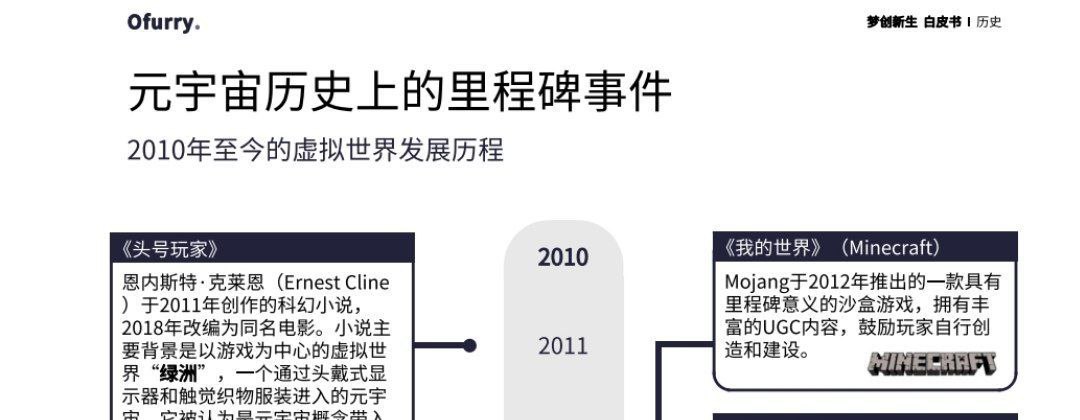 Ofurry.
梦创新生 白皮书 | 历史
元宇宙历史上的里程碑事件
2010年至今的虚拟世界发展历程
《头号玩家》
恩内斯特·克莱恩（Ernest Cline
）于2011年创作的科幻小说，
2018年改编为同名电影。小说主
要背景是以游戏为中心的虚拟世
界“绿洲”，一个通过头戴式显
示器和触觉织物服装进入的元宇
宙。它被认为是元宇宙概念带入
2010
2011
《我的世界》（Minecraft）
Mojang于2012年推出的一款具有
里程碑意义的沙盒游戏，拥有丰
富的UGC内容，鼓励玩家自行创
造和建设。
MINECRAFT